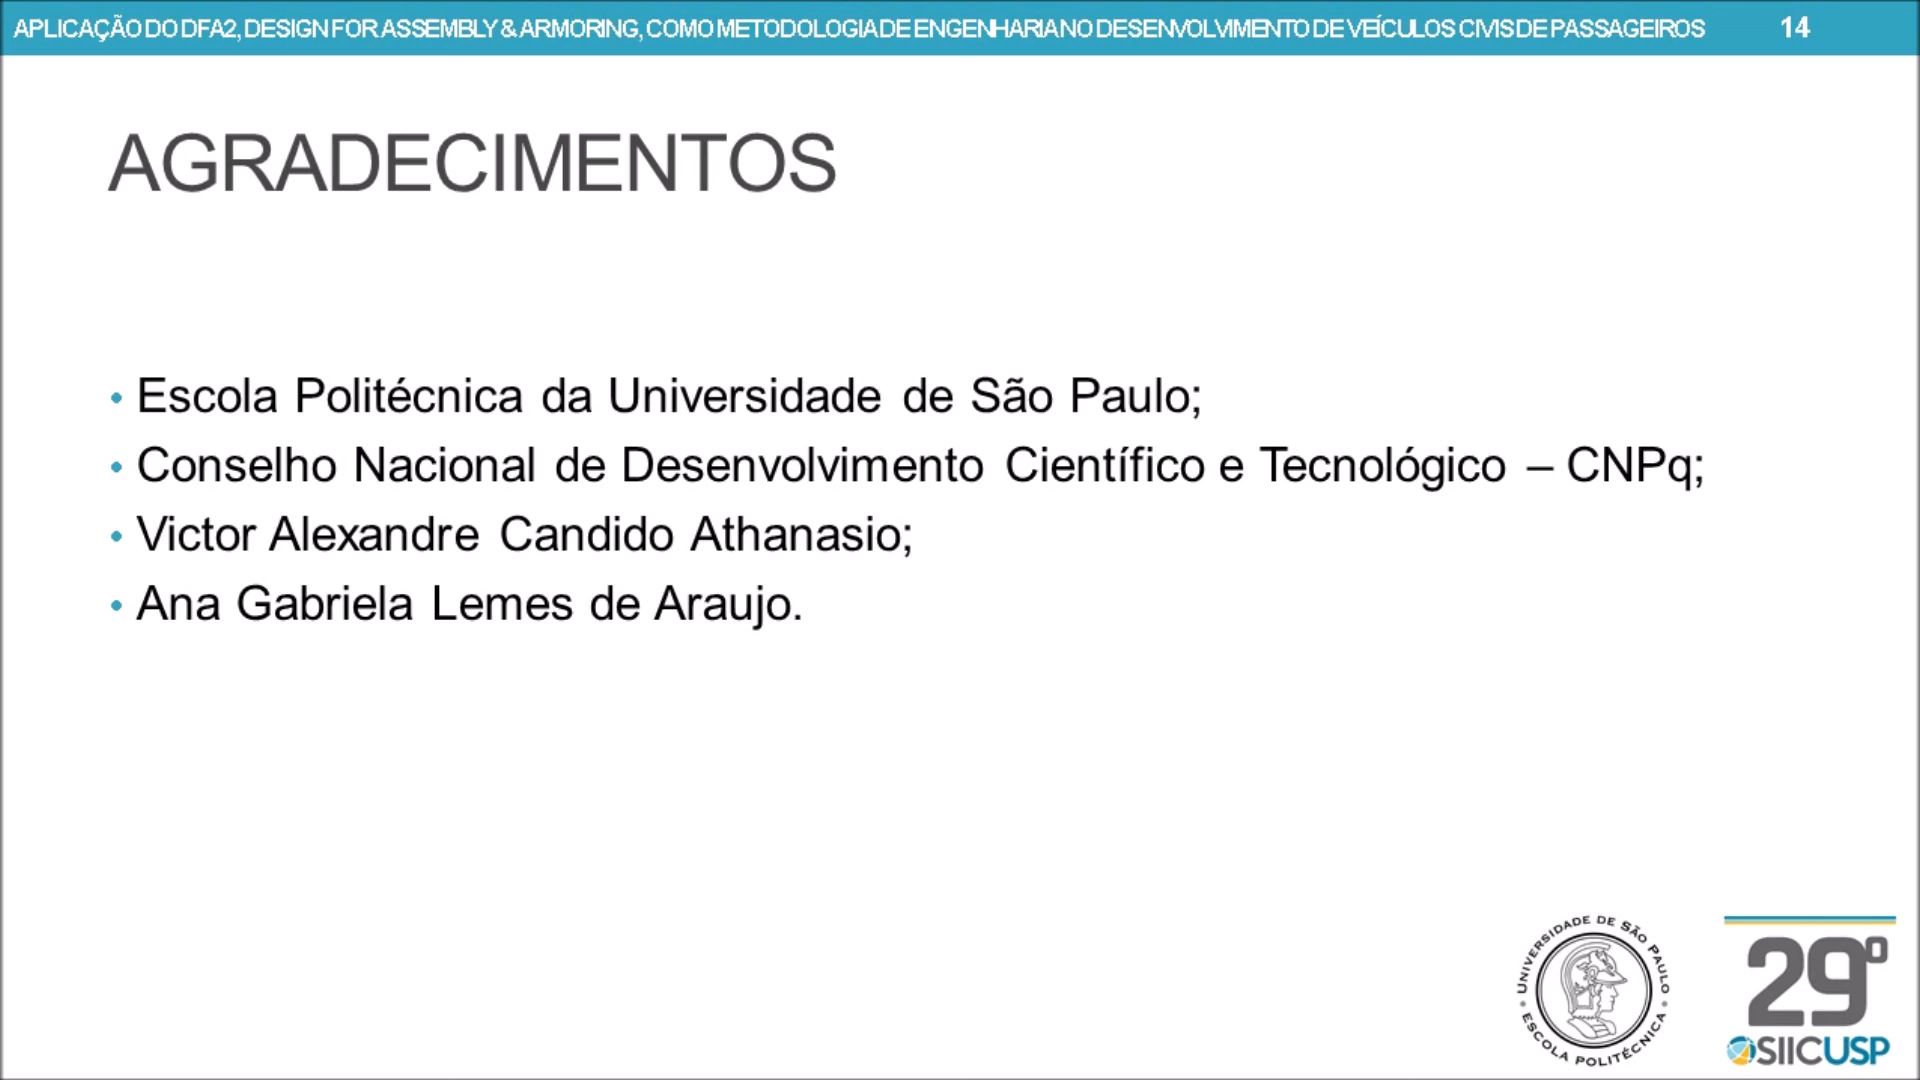 APLICAÇÃO DO DFA2, DESIGN FOR ASSEMBLY & ARMORING, COMO METODOLOGIA DE ENGENHARIA NO DESENVOLVIMENTO DE VEÍCULOS CIVIS DE PASSAGEIROS 14
AGRADECIMENTOS
• Escola Politécnica da Universidade de São Paulo;
• Conselho Nacional de Desenvolvimento Científico e Tecnológico – CNPq;
• Victor Alexandre Candido Athanasio;
• Ana Gabriela Lemes de Araujo.
UNIVERSIDADE DE SÃO PAULO
ESCOLA POLITÉCNICA
29º
SIICUSP